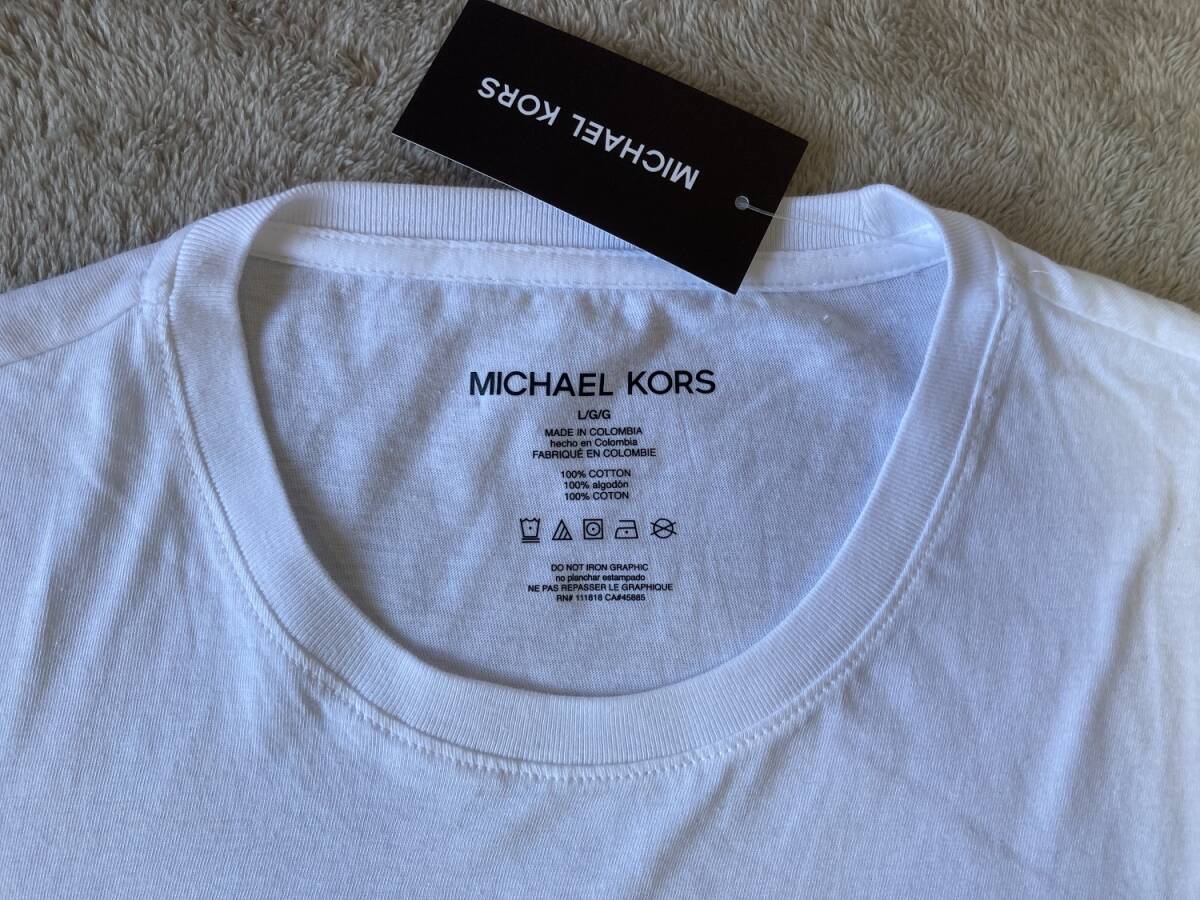 MICHAEL KORS
MICHAEL KORS
L/G/G
MADE IN COLOMBIA
hecho en Colombia
FABRIQUÉ EN COLOMBIE
100% COTTON
100% algodón
100% COTON
DO NOT IRON GRAPHIC
no planchar estampado
NE PAS REPASSER LE GRAPHIQUE
RN# 111818 CA#45885